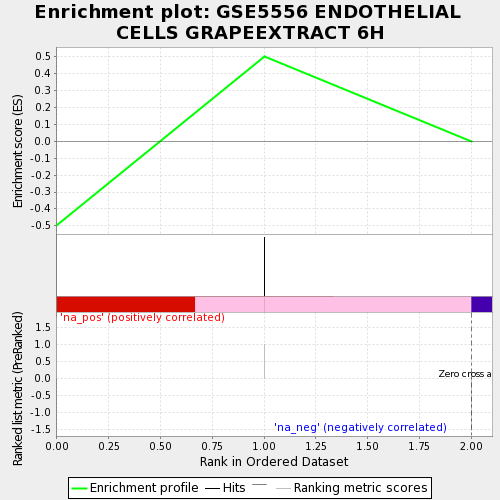 Enrichment plot: GSE5556 ENDOTHELIAL
CELLS GRAPEEXTRACT 6H
Enrichment score (ES)
0.5
0.4
0.3
0.2
0.1
0.0
-0.1
-0.2
-0.3
-0.4
-0.5
'na_pos' (positively correlated)
Ranked list metric (PreRanked)
1.5
1.0
0.5
0.0
-0.5
-1.0
-1.5
Zero cross a
'na_neg' (negatively correlated)
0.00 0.25 0.50 0.75 1.00 1.25 1.50 1.75 2.00
Rank in Ordered Dataset
Enrichment profile Hits Ranking metric scores